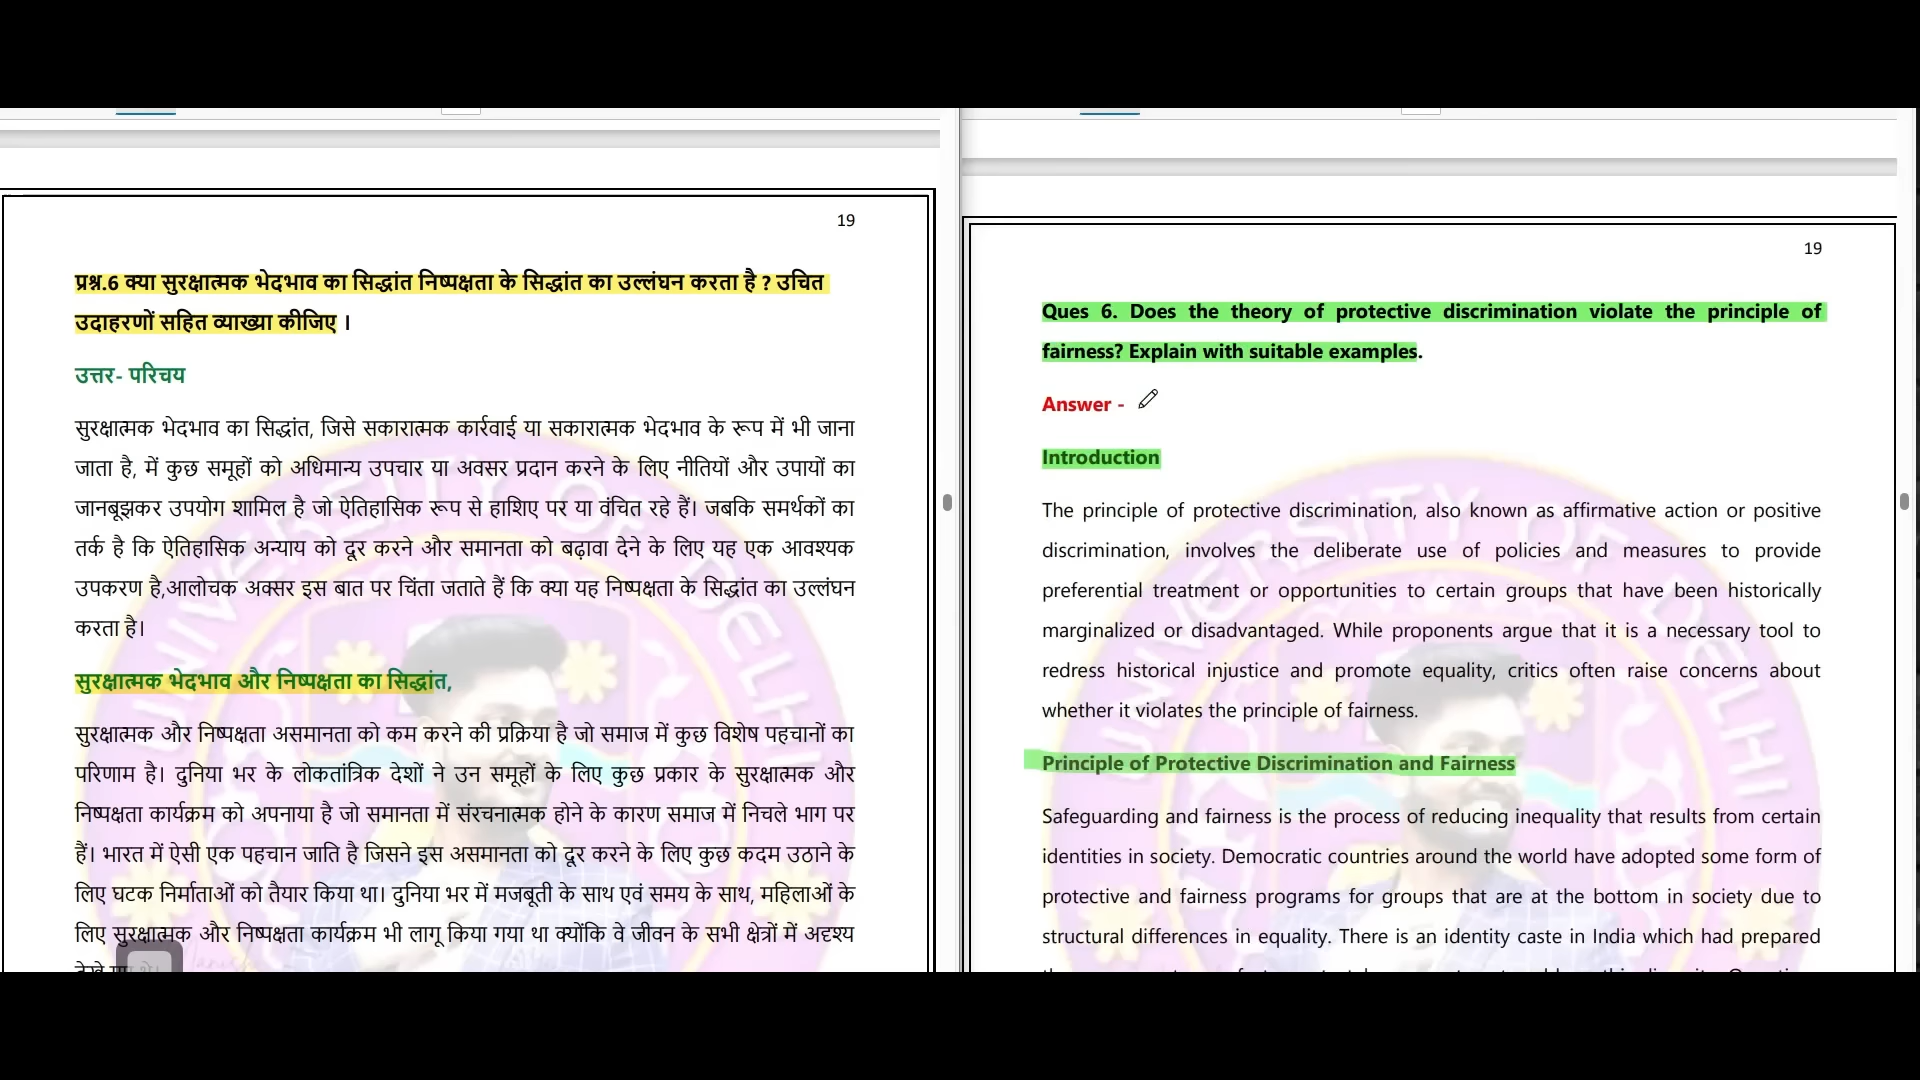 19
प्रश्न.6 क्या सुरक्षात्मक भेदभाव का सिद्धांत निष्पक्षता के सिद्धांत का उल्लंघन करता है ? उचित
उदाहरणों सहित व्याख्या कीजिए ।
उत्तर- परिचय
सुरक्षात्मक भेदभाव का सिद्धांत, जिसे सकारात्मक कार्रवाई या सकारात्मक भेदभाव के रूप में भी जाना
जाता है, में कुछ समूहों को अधिमान्य उपचार या अवसर प्रदान करने के लिए नीतियों और उपायों का
जानबूझकर उपयोग शामिल है जो ऐतिहासिक रूप से हाशिए पर या वंचित रहे हैं। जबकि समर्थकों का
तर्क है कि ऐतिहासिक अन्याय को दूर करने और समानता को बढ़ावा देने के लिए यह एक आवश्यक
उपकरण है,आलोचक अक्सर इस बात पर चिंता जताते हैं कि क्या यह निष्पक्षता के सिद्धांत का उल्लंघन
करता है।
सुरक्षात्मक भेदभाव और निष्पक्षता का सिद्धांत,
सुरक्षात्मक और निष्पक्षता असमानता को कम करने की प्रक्रिया है जो समाज में कुछ विशेष पहचानों का
परिणाम है। दुनिया भर के लोकतांत्रिक देशों ने उन समूहों के लिए कुछ प्रकार के सुरक्षात्मक और
निष्पक्षता कार्यक्रम को अपनाया है जो समानता में संरचनात्मक होने के कारण समाज में निचले भाग पर
हैं। भारत में ऐसी एक पहचान जाति है जिसने इस असमानता को दूर करने के लिए कुछ कदम उठाने के
लिए घटक निर्माताओं को तैयार किया था। दुनिया भर में मजबूती के साथ एवं समय के साथ, महिलाओं के
लिए सुरक्षात्मक और निष्पक्षता कार्यक्रम भी लागू किया गया था क्योंकि वे जीवन के सभी क्षेत्रों में अदृश्य
19
Ques 6. Does the theory of protective discrimination violate the principle of
fairness? Explain with suitable examples.
Answer -
Introduction
The principle of protective discrimination, also known as affirmative action or positive
discrimination, involves the deliberate use of policies and measures to provide
preferential treatment or opportunities to certain groups that have been historically
marginalized or disadvantaged. While proponents argue that it is a necessary tool to
redress historical injustice and promote equality, critics often raise concerns about
whether it violates the principle of fairness.
Principle of Protective Discrimination and Fairness
Safeguarding and fairness is the process of reducing inequality that results from certain
identities in society. Democratic countries around the world have adopted some form of
protective and fairness programs for groups that are at the bottom in society due to
structural differences in equality. There is an identity caste in India which had prepared
UNIVERSITY OF DELHI
UNIVERSITY OF DELHI